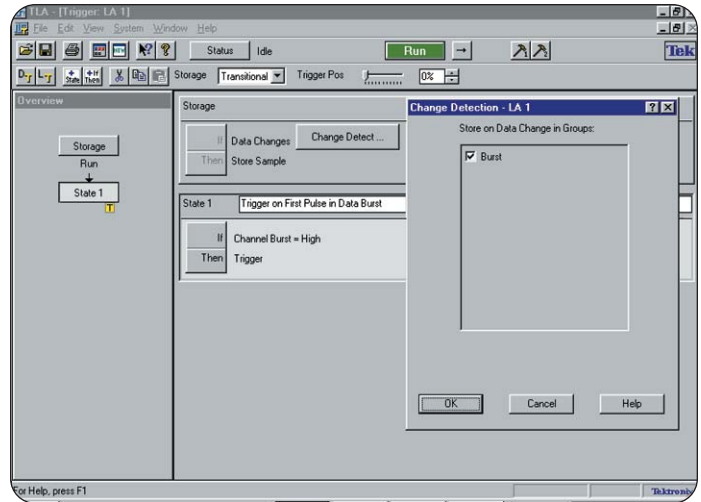 TLA - [Trigger: LA 1]
File Edit View System Window Help
Status Idle Run Tek
Storage Transitional Trigger Pos 0%
Overview
Storage
Run
State 1
T
Storage
If Data Changes Change Detect ...
Then Store Sample
State 1 Trigger on First Pulse in Data Burst
If Channel Burst = High
Then Trigger
Change Detection - LA 1
Store on Data Change in Groups:
Burst
OK Cancel Help
For Help, press F1
Tektronix